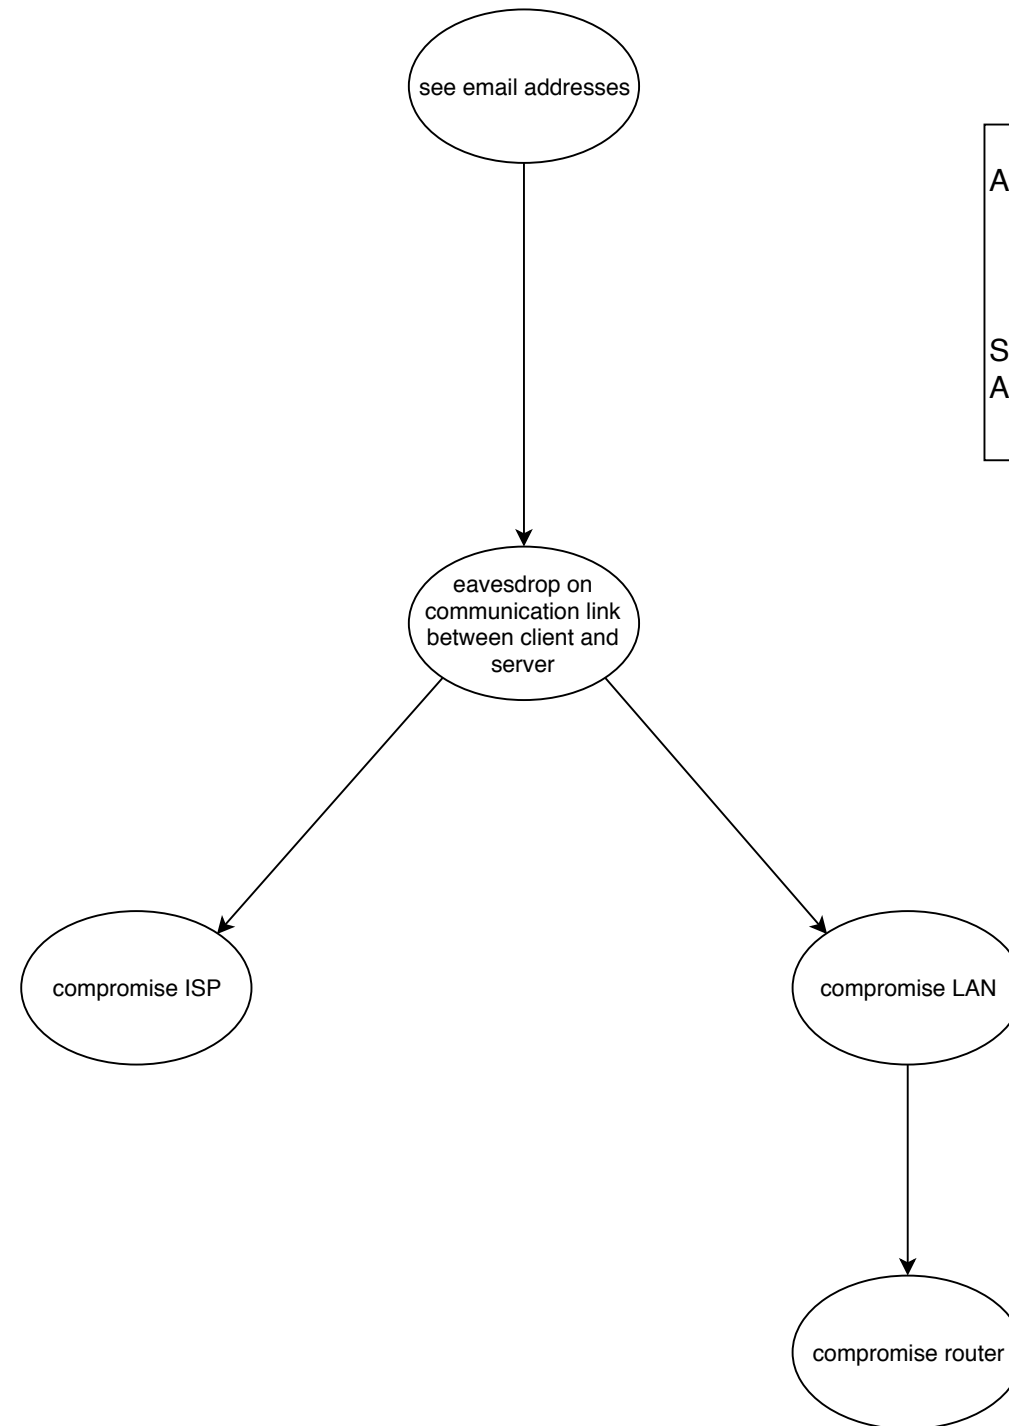 see email addresses
A
S
A
eavesdrop on
communication link
between client and
server
compromise ISP
compromise LAN
compromise router